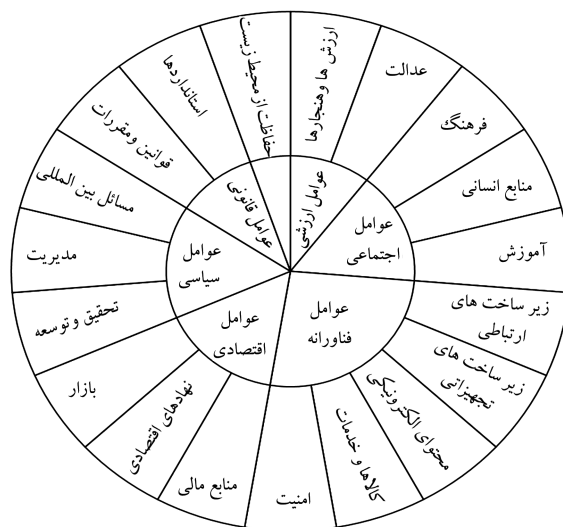 ارزش ها وهنجارها
عدالت
فرهنگ
منابع انسانی
آموزش
زیر ساخت های
ارتباطی
زیر ساخت های
تجهیزاتی
محتوای الکترونیکی
کالاها و خدمات
امنیت
منابع مالی
نهادهای اقتصادی
بازار
تحقیق و توسعه
مدیریت
مسائل بین المللی
قوانین ومقررات
استانداردها
حفاظت از محیط زیست
عوامل ارزشی
عوامل
اجتماعی
عوامل
فناورانه
عوامل
اقتصادی
عوامل
سیاسی
عوامل قانونی